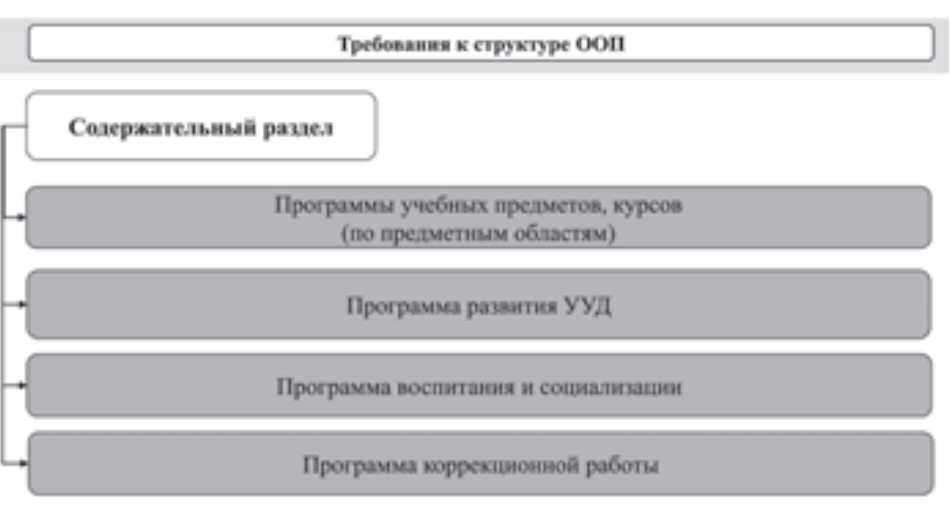 Требования к структуре ООП
Содержательный раздел
Программы учебных предметов, курсов
(по предметным областям)
Программа развития УУД
Программа воспитания и социализации
Программа коррекционной работы